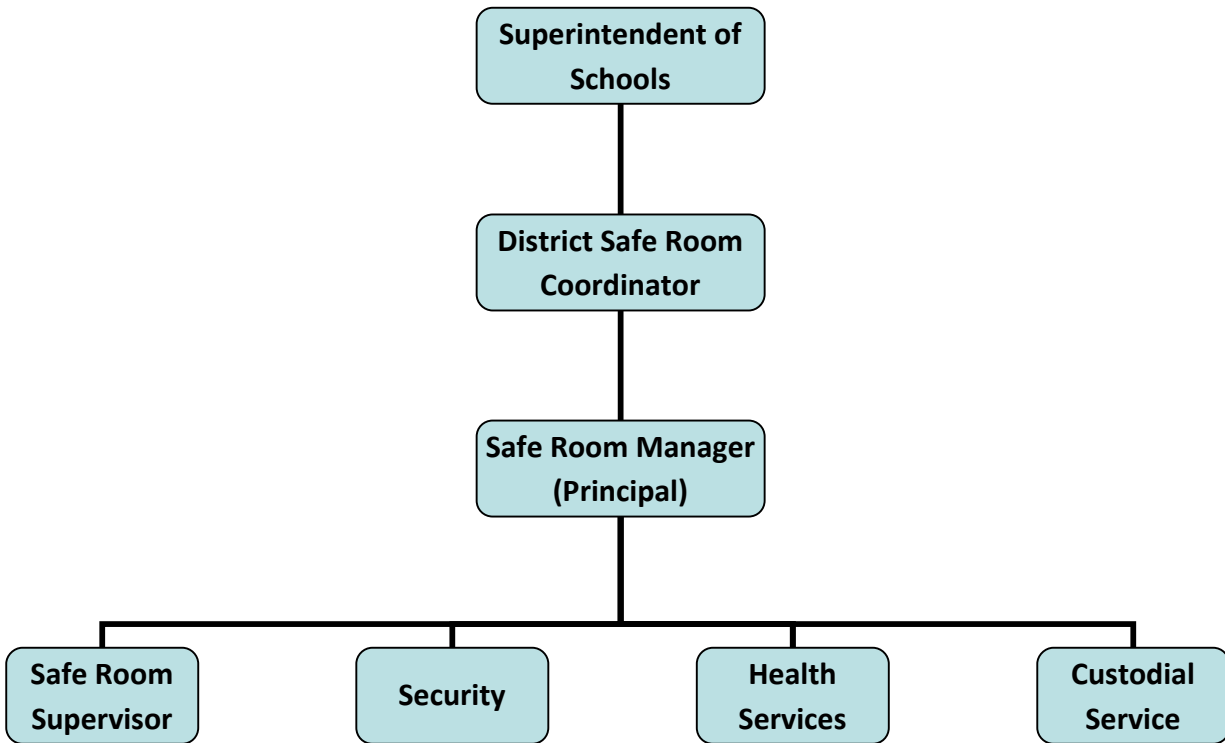 Superintendent of
Schools
District Safe Room
Coordinator
Safe Room Manager
(Principal)
Safe Room
Supervisor
Security
Health
Services
Custodial
Service